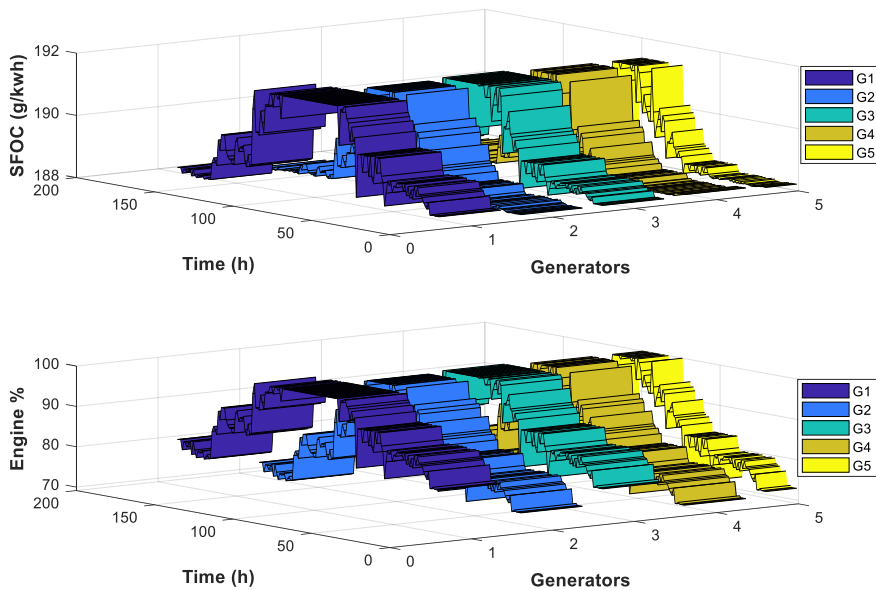 192
190
188
SFOC (g/kwh)
200
150
100
50
0
Time (h)
0
1
2
3
4
5
Generators
G1
G2
G3
G4
G5
100
90
80
70
Engine %
200
150
100
50
0
Time (h)
0
1
2
3
4
5
Generators
G1
G2
G3
G4
G5